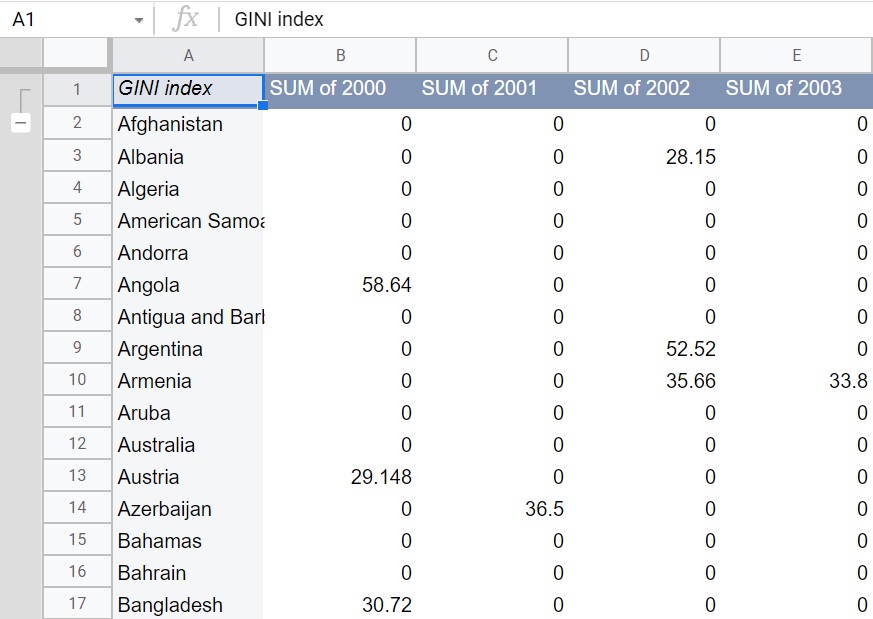 A1 fx GINI index
A B C D E
1 GINI index SUM of 2000 SUM of 2001 SUM of 2002 SUM of 2003
2 Afghanistan 0 0 0 0
3 Albania 0 0 28.15 0
4 Algeria 0 0 0 0
5 American Samoa 0 0 0 0
6 Andorra 0 0 0 0
7 Angola 58.64 0 0 0
8 Antigua and Barb 0 0 0 0
9 Argentina 0 0 52.52 0
10 Armenia 0 0 35.66 33.8
11 Aruba 0 0 0 0
12 Australia 0 0 0 0
13 Austria 29.148 0 0 0
14 Azerbaijan 0 36.5 0 0
15 Bahamas 0 0 0 0
16 Bahrain 0 0 0 0
17 Bangladesh 30.72 0 0 0